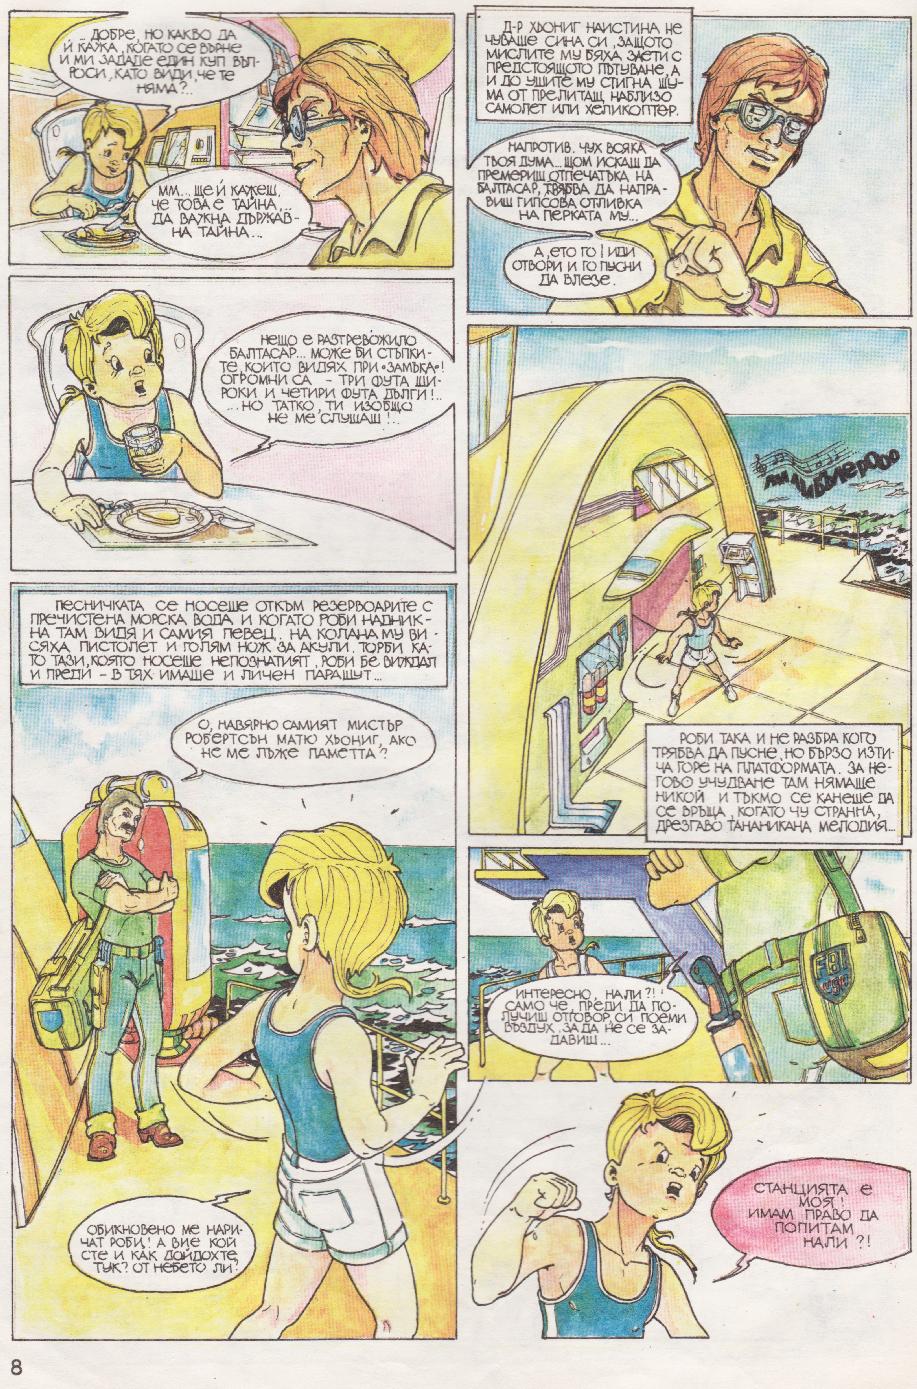 .. ДОБРЕ, НО КАКВО ДА
Й КАЖА, КОГАТО СЕ ВЪРНЕ
И МИ ЗАДАДЕ ЕДИН КУП ВЪП-
РОСИ, КАТО ВИДИ, ЧЕ ТЕ
НЯМА?..
ММ... ЩЕ Й КАЖЕШ,
ЧЕ ТОВА Е ТАЙНА...
ДА ВАЖНА ДЪРЖАВ-
НА ТАЙНА...
Д-Р ХЬОНИГ НАИСТИНА НЕ
ЧУВАШЕ СИНА СИ, ЗАЩОТО
МИСЛИТЕ МУ БЯХА ЗАЕТИ С
ПРЕДСТОЯЩОТО ПЪТУВАНЕ, А
И ДО УШИТЕ МУ СТИГНА ШУ-
МА ОТ ПРЕЛИТАЩ НАБЛИЗО
САМОЛЕТ ИЛИ ХЕЛИКОПТЕР.
НАПРОТИВ, ЧУХ ВСЯКА
ТВОЯ ДУМА... ЩОМ ИСКАШ ДА
ПРЕМЕРИШ ОТПЕЧАТЪКА НА
БАЛТАСАР, ТРЯБВА ДА НАПРА-
ВИШ ГИПСОВА ОТЛИВКА
НА ПЕРКАТА МУ...
А, ЕТО ГО! ИДИ
ОТВОРИ И ГО ПУСНИ
ДА ВЛЕЗЕ.
НЕЩО Е РАЗТРЕВОЖИЛО
БАЛТАСАР... МОЖЕ БИ СТЪПКИ-
ТЕ, КОИТО ВИДЯХ ПРИ "ЗАМЪКА"!
ОГРОМНИ СА - ТРИ ФУТА ШИ-
РОКИ И ЧЕТИРИ ФУТА ДЪЛГИ!..
...НО ТАТКО, ТИ ИЗОБЩО
НЕ МЕ СЛУШАШ!..
РОБИ ТАКА И НЕ РАЗБРА КОГО
ТРЯБВА ДА ПУСНЕ, НО БЪРЗО ИЗТИ-
ЧА ГОРЕ НА ПЛАТФОРМАТА. ЗА НЕ-
ГОВО УЧУДВАНЕ ТАМ НЯМАШЕ
НИКОЙ И ТЪКМО СЕ КАНЕШЕ ДА
СЕ ВРЪЩА, КОГАТО ЧУ СТРАННА,
ДРЕЗГАВО ТАНАНИКАНА МЕЛОДИЯ...
ПЕСНИЧКАТА СЕ НОСЕШЕ ОТКЪМ РЕЗЕРВОАРИТЕ С
ПРЕЧИСТЕНА МОРСКА ВОДА И КОГАТО РОБИ НАДНИК-
НА ТАМ ВИДЯ И САМИЯ ПЕВЕЦ. НА КОЛАНА МУ ВИ-
СЯХА ПИСТОЛЕТ И ГОЛЯМ НОЖ ЗА АКУЛИ. ТОРБИ КА-
ТО ТАЗИ, КОЯТО НОСЕШЕ НЕПОЗНАТИЯТ, РОБИ БЕ ВИЖДАЛ
И ПРЕДИ - В ТЯХ ИМАШЕ И ЛИЧЕН ПАРАШУТ...
О, НАВЯРНО САМИЯТ МИСТЪР
РОБЕРТСЪН МАТЮ ХЬОНИГ, АКО
НЕ МЕ ЛЪЖЕ ПАМЕТТА?
ОБИКНОВЕНО МЕ НАРИ-
ЧАТ РОБИ! А ВИЕ КОЙ
СТЕ И КАК ДОЙДОХТЕ
ТУК? ОТ НЕБЕТО ЛИ?
FBI
ИНТЕРЕСНО, НАЛИ?!
САМО ЧЕ, ПРЕДИ ДА ПО-
ЛУЧИШ ОТГОВОР, СИ ПОЕМИ
ВЪЗДУХ, ЗА ДА НЕ СЕ ЗА-
ДАВИШ...
СТАНЦИЯТА Е
МОЯ!
ИМАМ ПРАВО ДА
ПОПИТАМ
НАЛИ?!
8